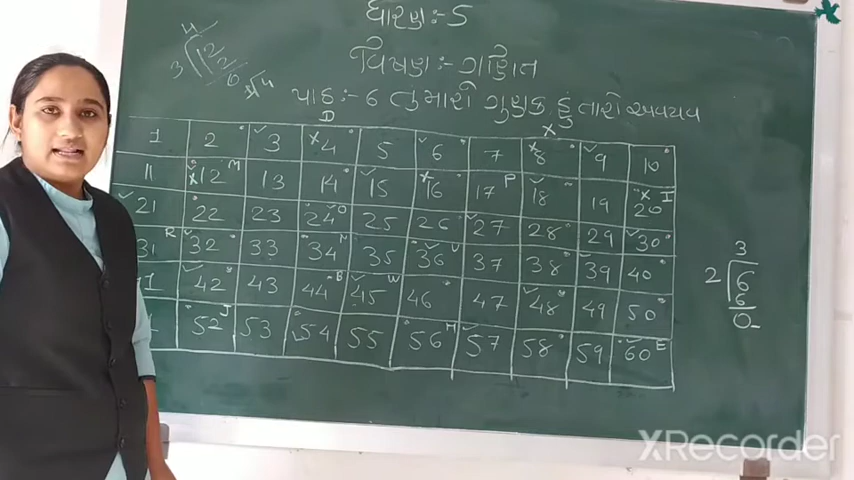 ધોરણ:- 5
વિષય:- ગણિત
પાઠ:- 6 હું તારો ગુણક તું મારો અવયવ
1 2 3 4 D 5 6 7 8 S 9 10
11 12 M 13 14 15 16 17 P 18 19 20 I
21 22 23 24 O 25 26 27 28 29 30
31 R 32 33 34 N 35 36 U 37 38 39 40
41 42 43 44 B 45 W 46 47 48 49 50
52 J 53 54 55 56 H 57 58 59 60 E
3
2 6
6
0
XRECORDER